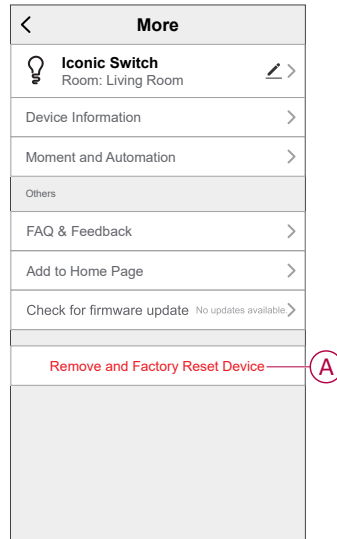 More
Iconic Switch
Room: Living Room
Device Information
Moment and Automation
Others
FAQ & Feedback
Add to Home Page
Check for firmware update No updates available.
Remove and Factory Reset Device
A